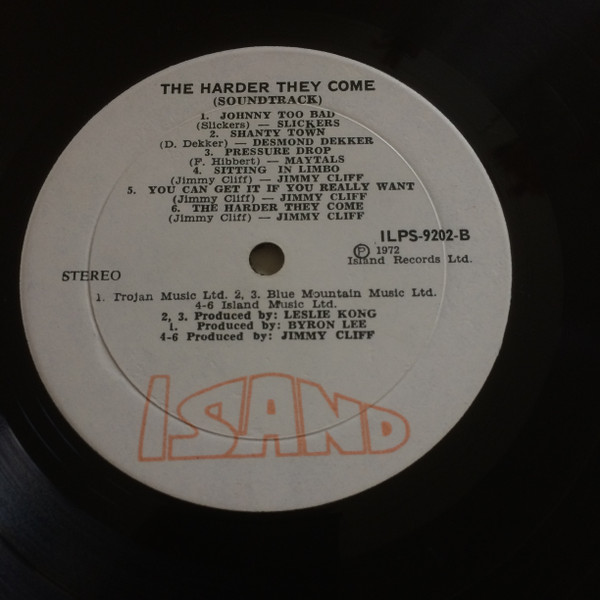 THE HARDER THEY COME
(SOUNDTRACK)
1. JOHNNY TOO BAD
(Slickers) — SLICKERS
2. SHANTY TOWN
(D. Dekker) — DESMOND DEKKER
3. PRESSURE DROP
(F. Hibbert) — MAYTALS
4. SITTING IN LIMBO
(Jimmy Cliff) — JIMMY CLIFF
5. YOU CAN GET IT IF YOU REALLY WANT
(Jimmy Cliff) — JIMMY CLIFF
6. THE HARDER THEY COME
(Jimmy Cliff) — JIMMY CLIFF
ILPS-9202-B
Ⓟ 1972
Island Records Ltd.
STEREO
1. Trojan Music Ltd. 2, 3. Blue Mountain Music Ltd.
4-6 Island Music Ltd.
2, 3. Produced by: LESLIE KONG
1. Produced by: BYRON LEE
4-6 Produced by: JIMMY CLIFF
ISLAND